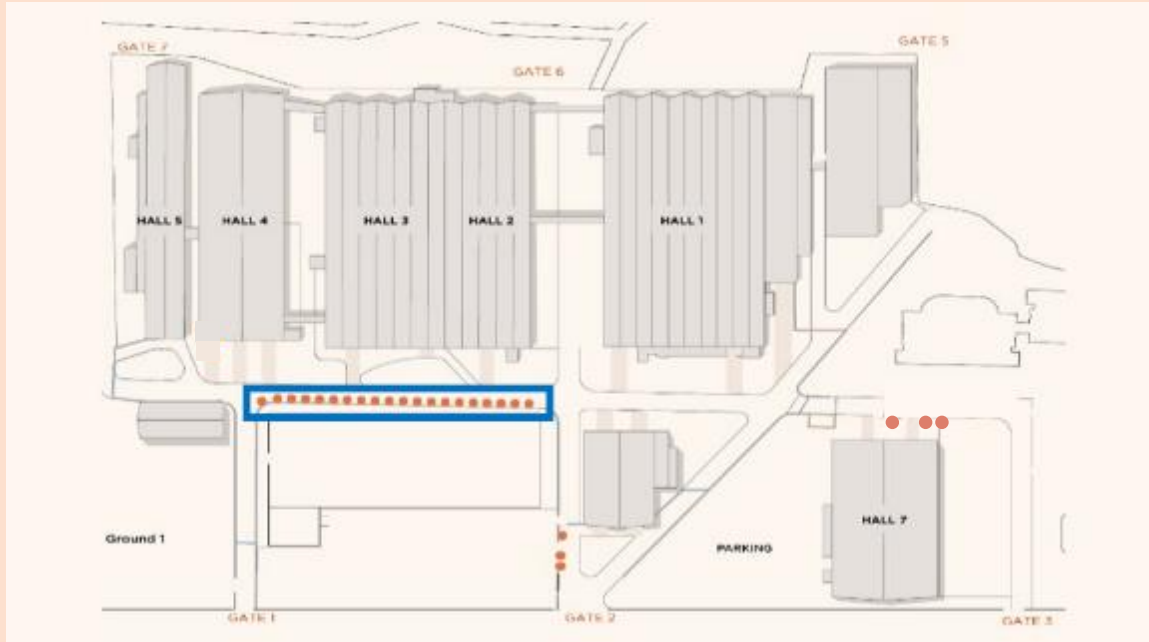 GATE 7
GATE 5
GATE 6
HALL 5
HALL 4
HALL 3
HALL 2
HALL 1
Ground 1
PARKING
HALL 7
GATE 1
GATE 2
GATE 3